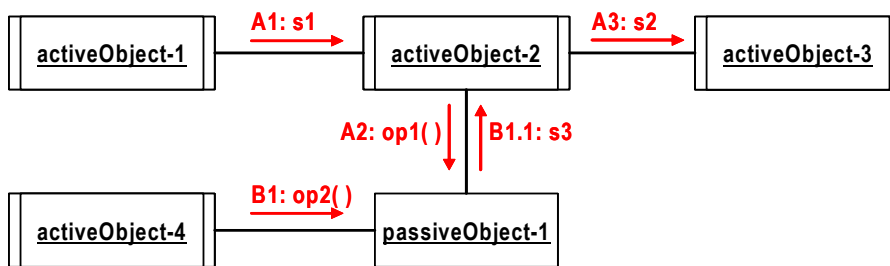 A1: s1
A3: s2
activeObject-1
activeObject-2
activeObject-3
A2: op1( )
B1.1: s3
B1: op2( )
activeObject-4
passiveObject-1